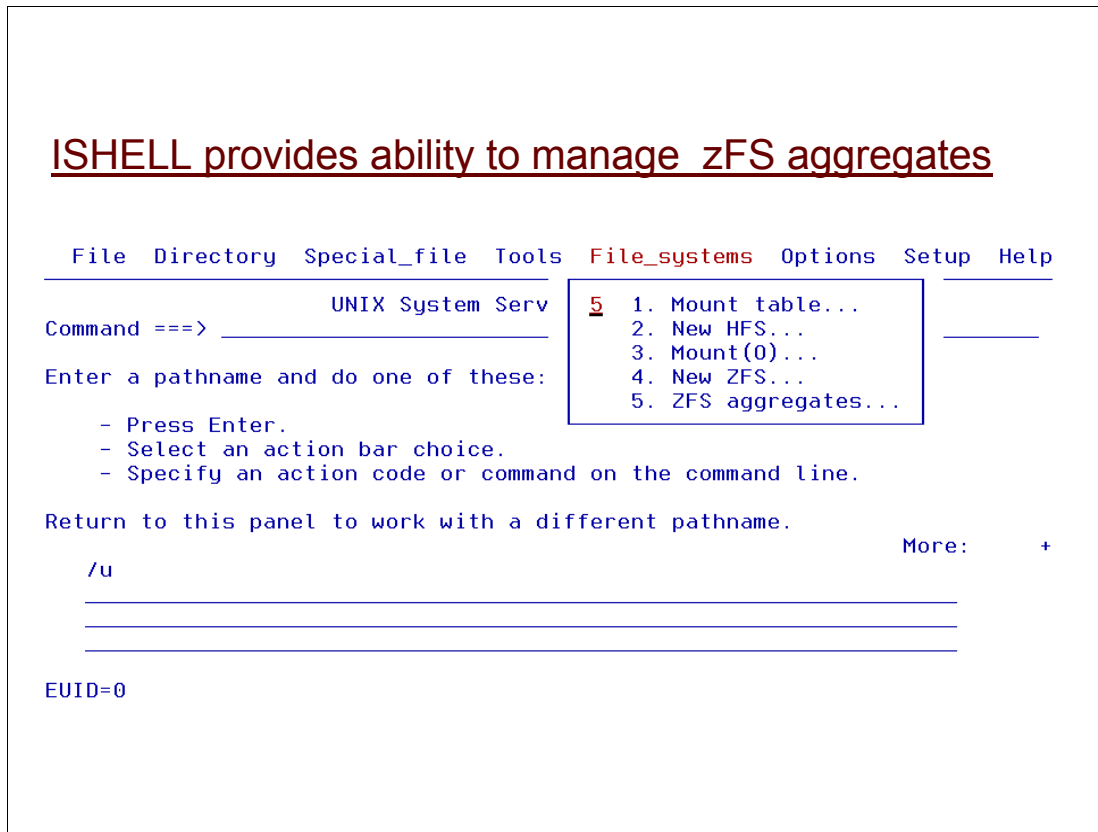 ISHELL provides ability to manage zFS aggregates
File Directory Special_file Tools File_systems Options Setup Help
UNIX System Serv 5 1. Mount table...
Command ===> 2. New HFS...
3. Mount(O)...
Enter a pathname and do one of these: 4. New ZFS...
5. ZFS aggregates...
- Press Enter.
- Select an action bar choice.
- Specify an action code or command on the command line.
Return to this panel to work with a different pathname.
More: +
/u
EUID=0